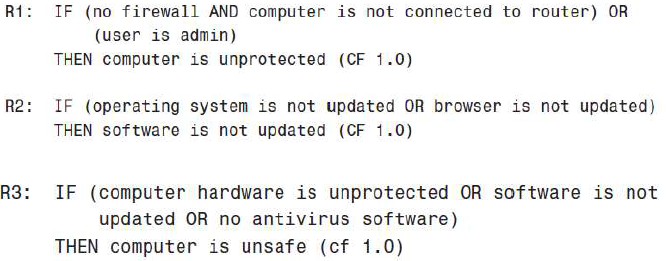 R1: IF (no firewall AND computer is not connected to router) OR
(user is admin)
THEN computer is unprotected (CF 1.0)
R2: IF (operating system is not updated OR browser is not updated)
THEN software is not updated (CF 1.0)
R3: IF (computer hardware is unprotected OR software is not
updated OR no antivirus software)
THEN computer is unsafe (cf 1.0)